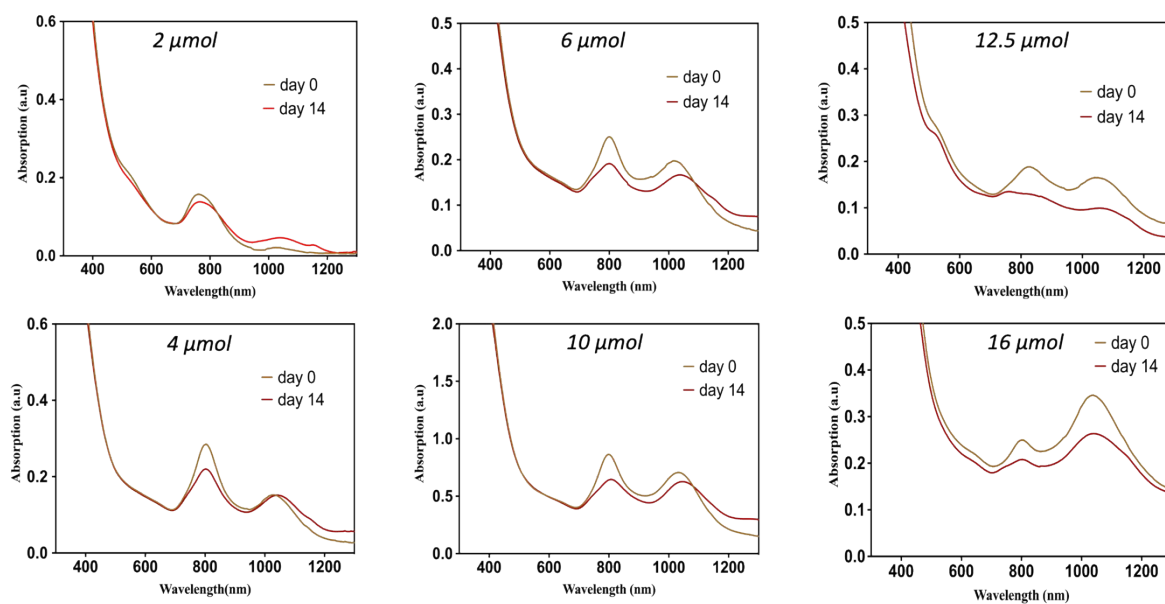 2 μmol
Absorption (a.u)
0.6
0.4
0.2
0.0
day 0
day 14
400 600 800 1000 1200
Wavelength(nm)
6 μmol
Absorption (a.u)
0.5
0.4
0.3
0.2
0.1
0.0
day 0
day 14
400 600 800 1000 1200
Wavelength (nm)
12.5 μmol
Absorption (a.u)
0.5
0.4
0.3
0.2
0.1
0.0
day 0
day 14
400 600 800 1000 1200
Wavelength (nm)
4 μmol
Absorption (a.u)
0.6
0.4
0.2
0.0
day 0
day 14
400 600 800 1000 1200
Wavelength(nm)
10 μmol
Absorption (a.u)
2.0
1.5
1.0
0.5
0.0
day 0
day 14
400 600 800 1000 1200
Wavelength (nm)
16 μmol
Absorption (a.u)
0.5
0.4
0.3
0.2
0.1
0.0
day 0
day 14
400 600 800 1000 1200
Wavelength (nm)